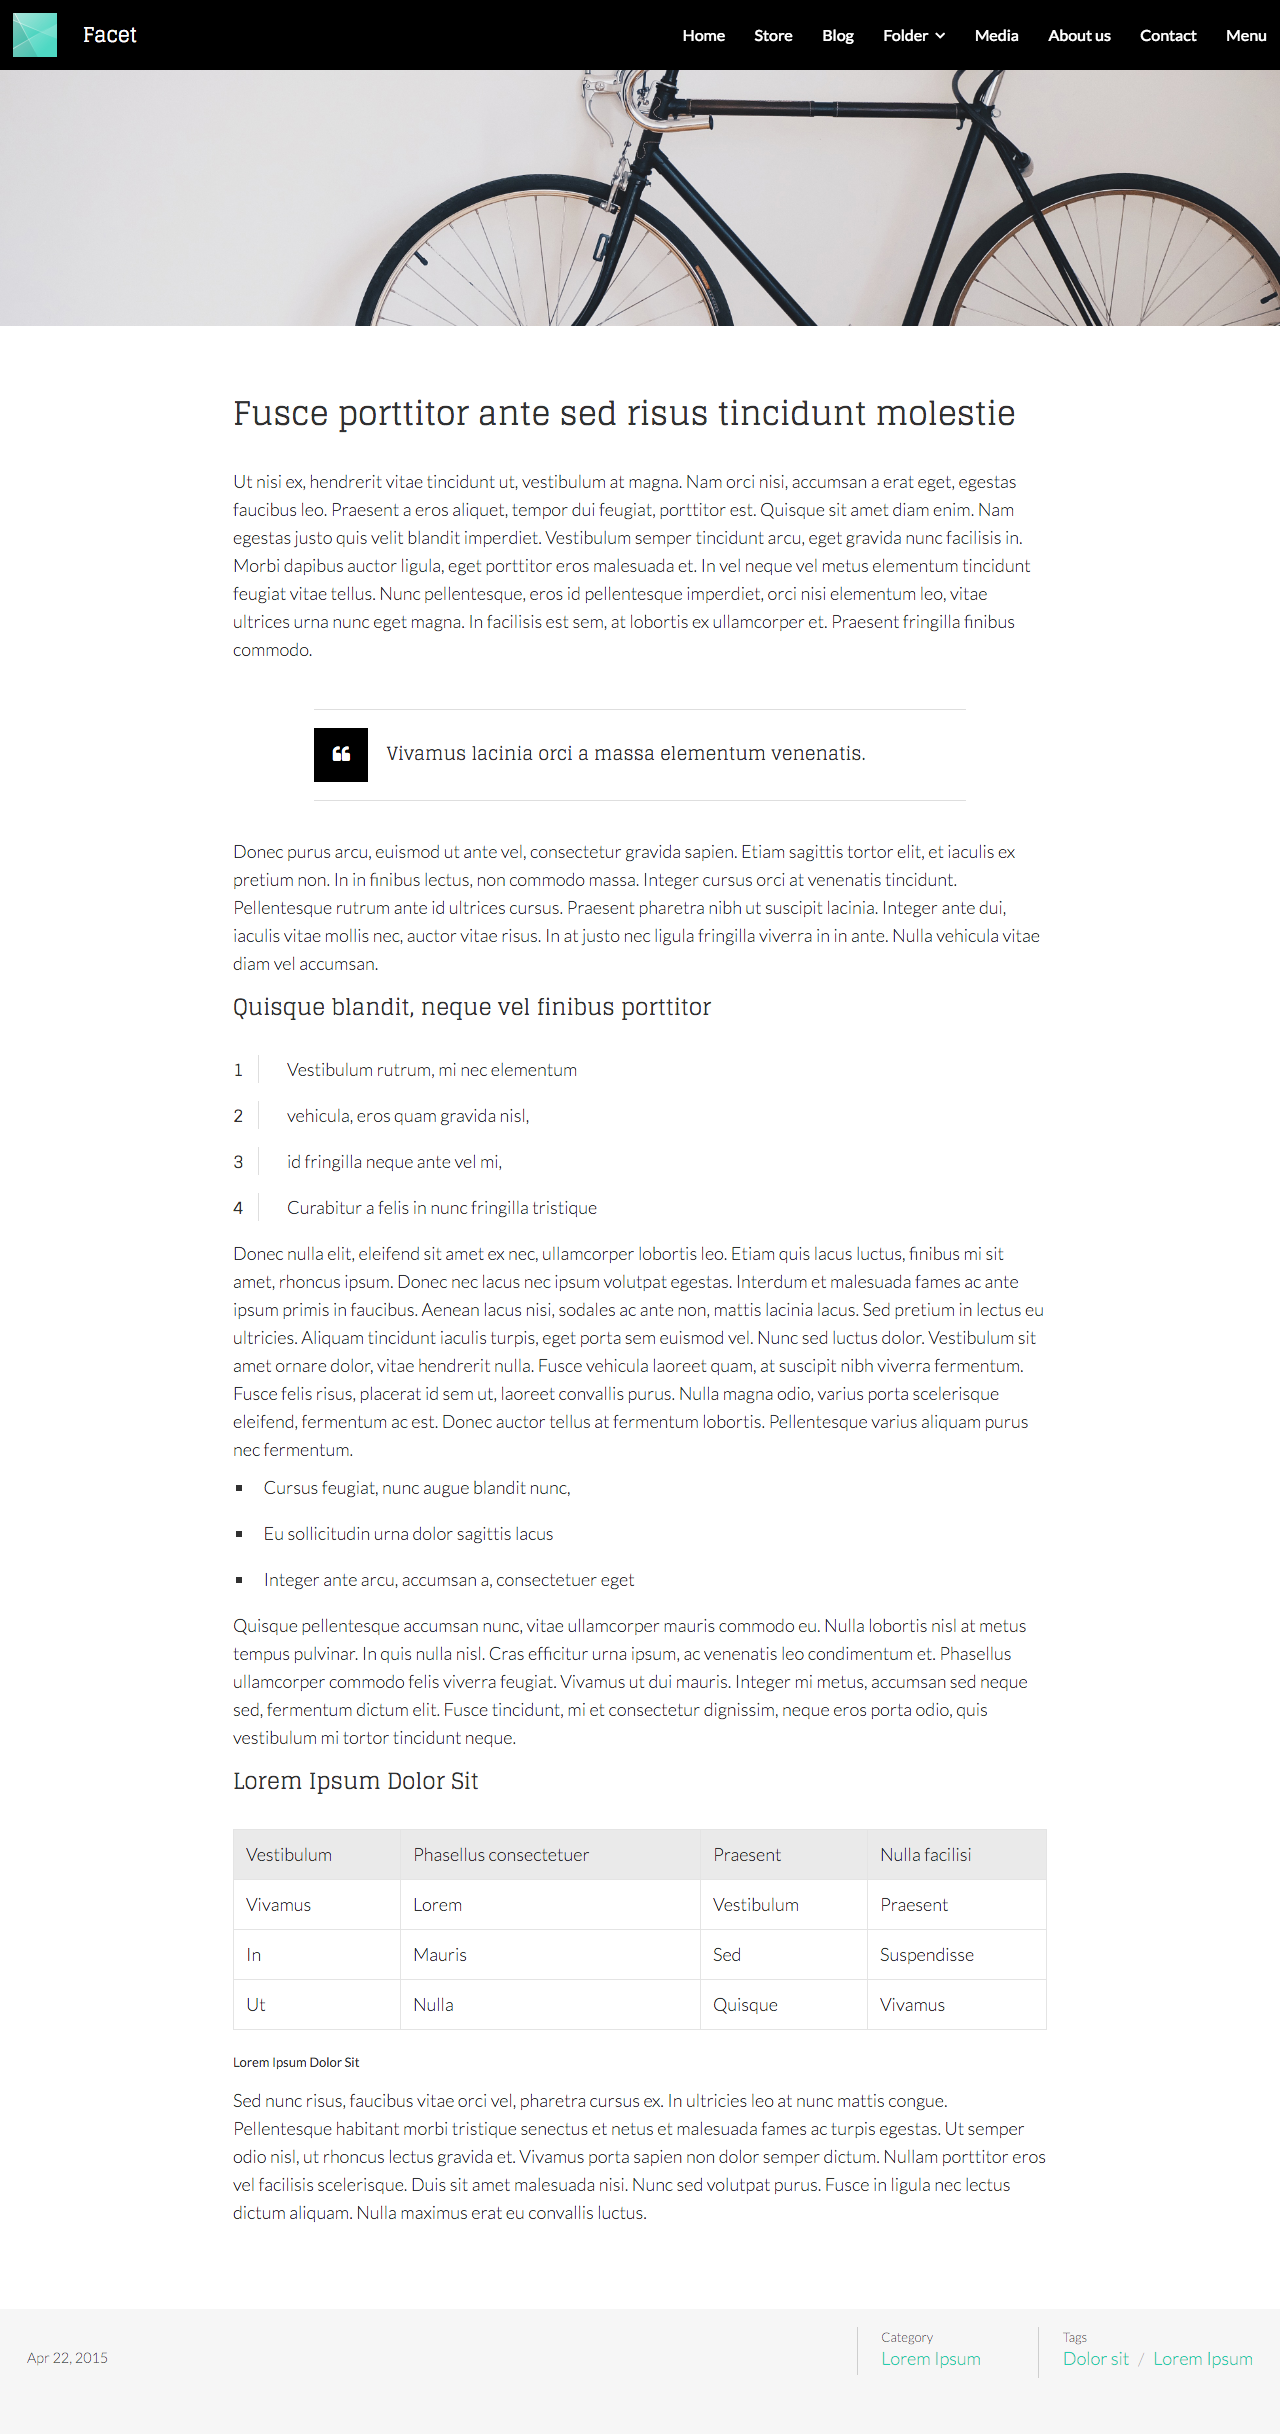 Facet
Home Store Blog Folder Media About us Contact Menu
Fusce porttitor ante sed risus tincidunt molestie
Ut nisi ex, hendrerit vitae tincidunt ut, vestibulum at magna. Nam orci nisi, accumsan a erat eget, egestas
faucibus leo. Praesent a eros aliquet, tempor dui feugiat, porttitor est. Quisque sit amet diam enim. Nam
egestas justo quis velit blandit imperdiet. Vestibulum semper tincidunt arcu, eget gravida nunc facilisis in.
Morbi dapibus auctor ligula, eget porttitor eros malesuada et. In vel neque vel metus elementum tincidunt
feugiat vitae tellus. Nunc pellentesque, eros id pellentesque imperdiet, orci nisi elementum leo, vitae
ultrices urna nunc eget magna. In facilisis est sem, at lobortis ex ullamcorper et. Praesent fringilla finibus
commodo.
Vivamus lacinia orci a massa elementum venenatis.
Donec purus arcu, euismod ut ante vel, consectetur gravida sapien. Etiam sagittis tortor elit, et iaculis ex
pretium non. In in finibus lectus, non commodo massa. Integer cursus orci at venenatis tincidunt.
Pellentesque rutrum ante id ultrices cursus. Praesent pharetra nibh ut suscipit lacinia. Integer ante dui,
iaculis vitae mollis nec, auctor vitae risus. In at justo nec ligula fringilla viverra in in ante. Nulla vehicula vitae
diam vel accumsan.
Quisque blandit, neque vel finibus porttitor
1 Vestibulum rutrum, mi nec elementum
2 vehicula, eros quam gravida nisl,
3 id fringilla neque ante vel mi,
4 Curabitur a felis in nunc fringilla tristique
Donec nulla elit, eleifend sit amet ex nec, ullamcorper lobortis leo. Etiam quis lacus luctus, finibus mi sit
amet, rhoncus ipsum. Donec nec lacus nec ipsum volutpat egestas. Interdum et malesuada fames ac ante
ipsum primis in faucibus. Aenean lacus nisi, sodales ac ante non, mattis lacinia lacus. Sed pretium in lectus eu
ultricies. Aliquam tincidunt iaculis turpis, eget porta sem euismod vel. Nunc sed luctus dolor. Vestibulum sit
amet ornare dolor, vitae hendrerit nulla. Fusce vehicula laoreet quam, at suscipit nibh viverra fermentum.
Fusce felis risus, placerat id sem ut, laoreet convallis purus. Nulla magna odio, varius porta scelerisque
eleifend, fermentum ac est. Donec auctor tellus at fermentum lobortis. Pellentesque varius aliquam purus
nec fermentum.
Cursus feugiat, nunc augue blandit nunc,
Eu sollicitudin urna dolor sagittis lacus
Integer ante arcu, accumsan a, consectetuer eget
Quisque pellentesque accumsan nunc, vitae ullamcorper mauris commodo eu. Nulla lobortis nisl at metus
tempus pulvinar. In quis nulla nisl. Cras efficitur urna ipsum, ac venenatis leo condimentum et. Phasellus
ullamcorper commodo felis viverra feugiat. Vivamus ut dui mauris. Integer mi metus, accumsan sed neque
sed, fermentum dictum elit. Fusce tincidunt, mi et consectetur dignissim, neque eros porta odio, quis
vestibulum mi tortor tincidunt neque.
Lorem Ipsum Dolor Sit
Vestibulum Phasellus consectetuer Praesent Nulla facilisi
Vivamus Lorem Vestibulum Praesent
In Mauris Sed Suspendisse
Ut Nulla Quisque Vivamus
Lorem Ipsum Dolor Sit
Sed nunc risus, faucibus vitae orci vel, pharetra cursus ex. In ultricies leo at nunc mattis congue.
Pellentesque habitant morbi tristique senectus et netus et malesuada fames ac turpis egestas. Ut semper
odio nisl, ut rhoncus lectus gravida et. Vivamus porta sapien non dolor semper dictum. Nullam porttitor eros
vel facilisis scelerisque. Duis sit amet malesuada nisi. Nunc sed volutpat purus. Fusce in ligula nec lectus
dictum aliquam. Nulla maximus erat eu convallis luctus.
Apr 22, 2015
Category
Lorem Ipsum
Tags
Dolor sit / Lorem Ipsum